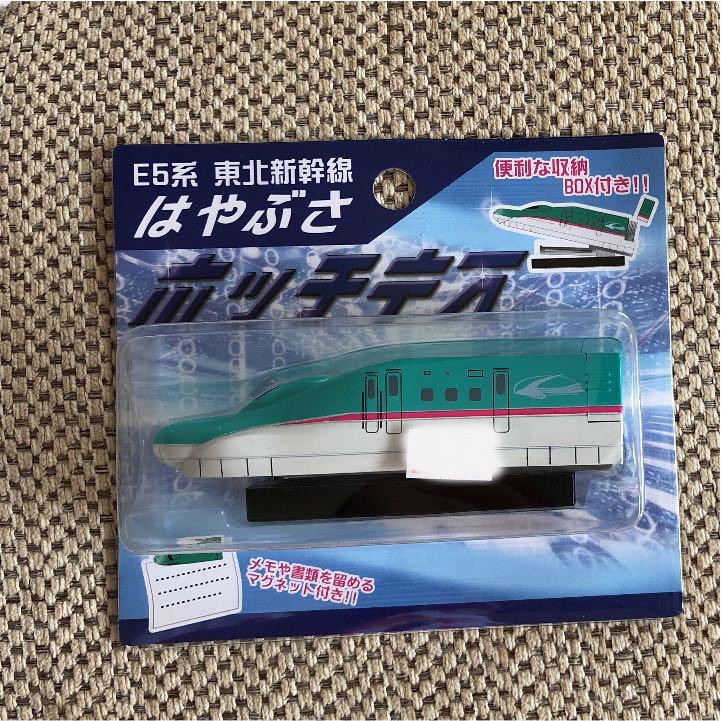 E5系 東北新幹線
はやぶさ
ホッチキス
便利な収納
BOX付き!!
メモや書類を留める
マグネット付き!!